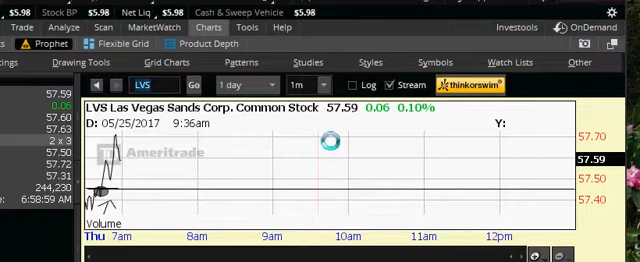 $5.98 Stock BP $5.98 Net Liq $5.98 Cash & Sweep Vehicle $5.98
Trade Analyze Scan MarketWatch Charts Tools Help Investools OnDemand
s Prophet Flexible Grid Product Depth
ings Drawing Tools Grid Charts Patterns Studies Styles Symbols Watch Lists Other
LVS Go 1 day 1m Log Stream thinkorswim
57.59
0.06
57.60
57.63
2 x 3
57.50
57.72
57.31
244,230
6:58:59 AM
LVS Las Vegas Sands Corp. Common Stock 57.59 0.06 0.10%
D: 05/25/2017 9:36am Y:
TD Ameritrade
57.70
57.59
57.50
57.40
Volume
Thu 7am 8am 9am 10am 11am 12pm